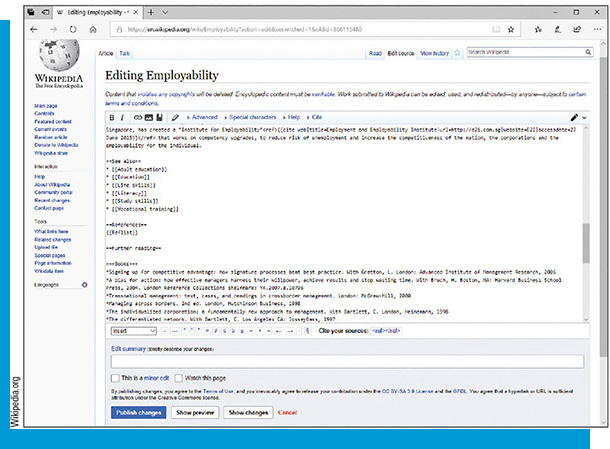 W Editing Employability -
https://en.wikipedia.org/w
WIKIPEDIA
The Free Encyclopedia
Main page
Contents
Featured content
Current events
Random article
Donate to Wikipedia
Wikipedia store
Interaction
Help
About Wikipedia
Community portal
Recent changes
Contact page
Tools
What links here
Related changes
Upload file
Special pages
Page information
Wikidata item
Languages
Article Talk
Read Edit source View history Search Wikipedia
Editing Employability
Content that violates any copyrights will be deleted. Encyclopedic content must be verifiable. Work submitted to Wikipedia can be edited, used, and redistributed—by anyone—subject to certain
terms and conditions.
B I Advanced Special characters Help Cite
Singapore, has created a "Institute for Employability"<ref>{{cite web|title=Employment and Employability Institute|url=http://e2i.com.sg|website=E2I|accessdate=27
June 2015}}</ref> that works on competency upgrades, to reduce risk of unemployment and increase the competitiveness of the nation, the corporations and the
employability for the individual.
==See also==
* [[Adult education]]
* [[Education]]
* [[Life skills]]
* [[Literacy]]
* [[Study skills]]
* [[Vocational training]]
==References==
{{Reflist}}
==Further reading==
===Books===
*Signing up for competitive advantage: how signature processes beat best practice. With Gratton, L. London: Advanced Institute of Management Research, 2006
*A bias for action: how effective managers harness their willpower, achieve results and stop wasting time. With Bruch, H. Boston, MA: Harvard Business School
Press, 2004. London Reference Collections shelfmark: YK.2007.a.10796
*Transnational management: text, cases, and readings in crossborder management. London: McGrawHill, 2000
*Managing across borders. 2nd ed. London, Hutchinson Business, 1998
*The individualized corporation: a fundamentally new approach to management. With Bartlett, C. London, Heinemann, 1998
*The differentiated network. With Bartlett, C. Los Angeles CA: JosseyBass, 1997
Insert Cite your sources: <ref></ref>
Edit summary (Briefly describe your changes)
This is a minor edit Watch this page
By publishing changes, you agree to the Terms of Use, and you irrevocably agree to release your contribution under the CC BY-SA 3.0 License and the GFDL. You agree that a hyperlink or URL is sufficient
attribution under the Creative Commons license.
Publish changes Show preview Show changes Cancel
Wikipedia.org